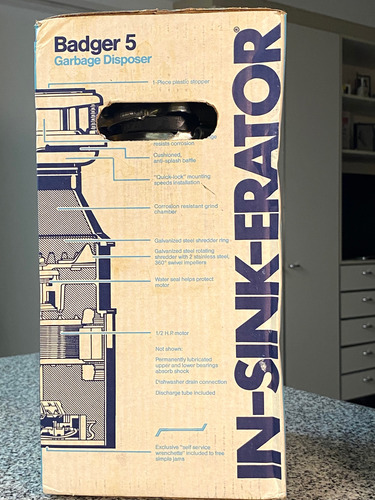 Badger 5
Garbage Disposer
1-Piece plastic stopper
resists corrosion
Cushioned,
anti-splash baffle
"Quick-lock" mounting
speeds installation
Corrosion resistant grind
chamber
Galvanized steel shredder ring
Galvanized steel rotating
shredder with 2 stainless steel,
360° swivel impellers
Water seal helps protect
motor
1/2 H.P. motor
Not shown:
Permanently lubricated
upper and lower bearings
absorb shock
Dishwasher drain connection
Discharge tube included
Exclusive "self service
wrenchette" included to free
simple jams
IN-SINK-ERATOR®